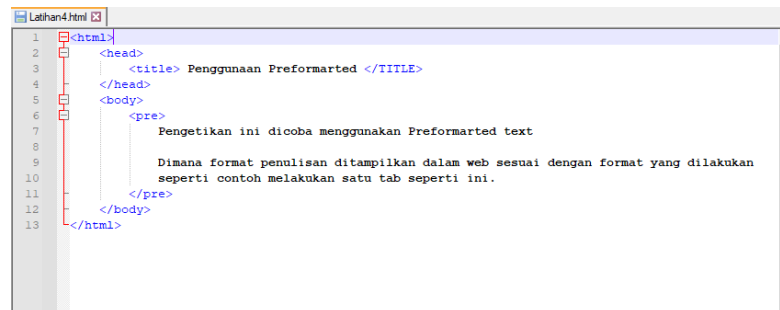 Latihan4.html
1 <html>
2 <head>
3 <title> Penggunaan Preformarted </TITLE>
4 </head>
5 <body>
6 <pre>
7 Pengetikan ini dicoba menggunakan Preformarted text
8
9 Dimana format penulisan ditampilkan dalam web sesuai dengan format yang dilakukan
10 seperti contoh melakukan satu tab seperti ini.
11 </pre>
12 </body>
13 </html>